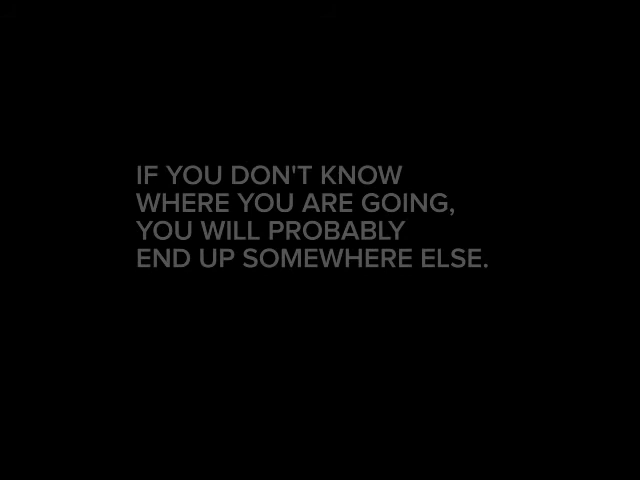 IF YOU DON'T KNOW
WHERE YOU ARE GOING,
YOU WILL PROBABLY
END UP SOMEWHERE ELSE.